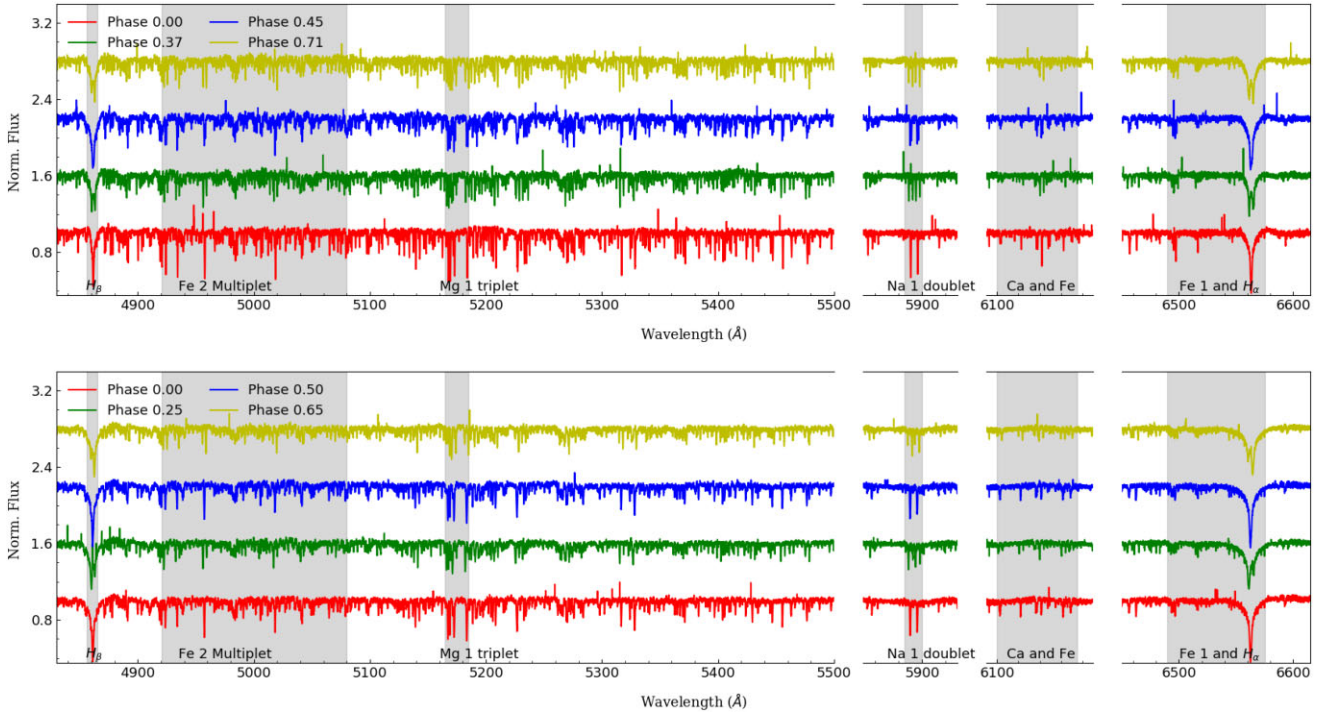 3.2
2.4
1.6
0.8
Norm. Flux
Phase 0.00
Phase 0.37
Phase 0.45
Phase 0.71
Hβ
Fe 2 Multiplet
Mg 1 triplet
Na 1 doublet
Ca and Fe
Fe 1 and Hα
4900 5000 5100 5200 5300 5400 5500 5900 6100 6500 6600
Wavelength (Å)
3.2
2.4
1.6
0.8
Norm. Flux
Phase 0.00
Phase 0.25
Phase 0.50
Phase 0.65
Hβ
Fe 2 Multiplet
Mg 1 triplet
Na 1 doublet
Ca and Fe
Fe 1 and Hα
4900 5000 5100 5200 5300 5400 5500 5900 6100 6500 6600
Wavelength (Å)